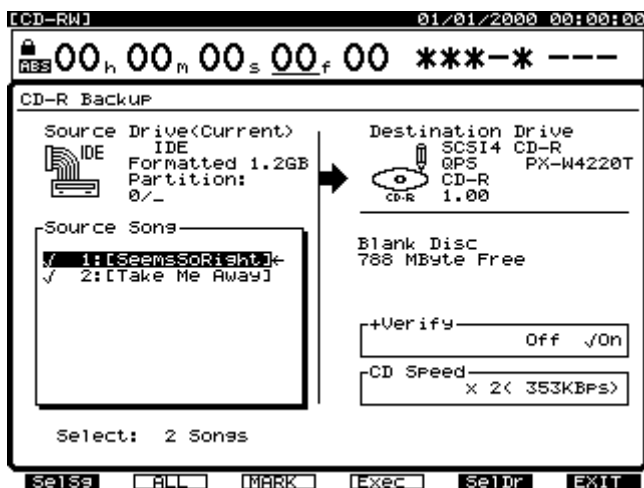 [CD-RW] 01/01/2000 00:00:00
ABS 00h 00m 00s 00f 00 ***-* ---
CD-R Backup
Source Drive(Current)
IDE
IDE
Formatted 1.2GB
Partition:
0/_
Destination Drive
SCSI4 CD-R
QPS PX-W4220T
CD-R
CD-R 1.00
Source Song
√ 1:[SeemsSoRight]←
√ 2:[Take Me Away]
Select: 2 Songs
Blank Disc
788 MByte Free
+Verify
Off √On
CD Speed
x 2( 353KBps)
SelSg ALL MARK Exec SelDr EXIT